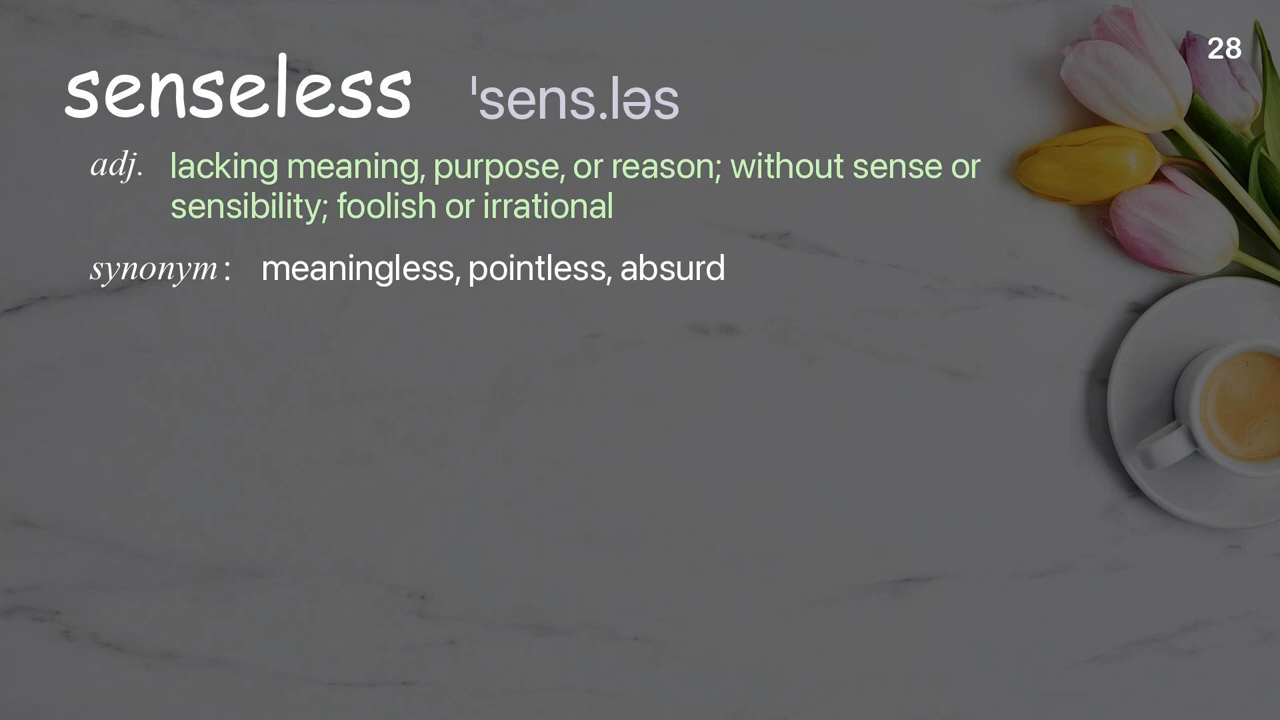 28
senseless ˈsens.ləs
adj. lacking meaning, purpose, or reason; without sense or
sensibility; foolish or irrational
synonym : meaningless, pointless, absurd